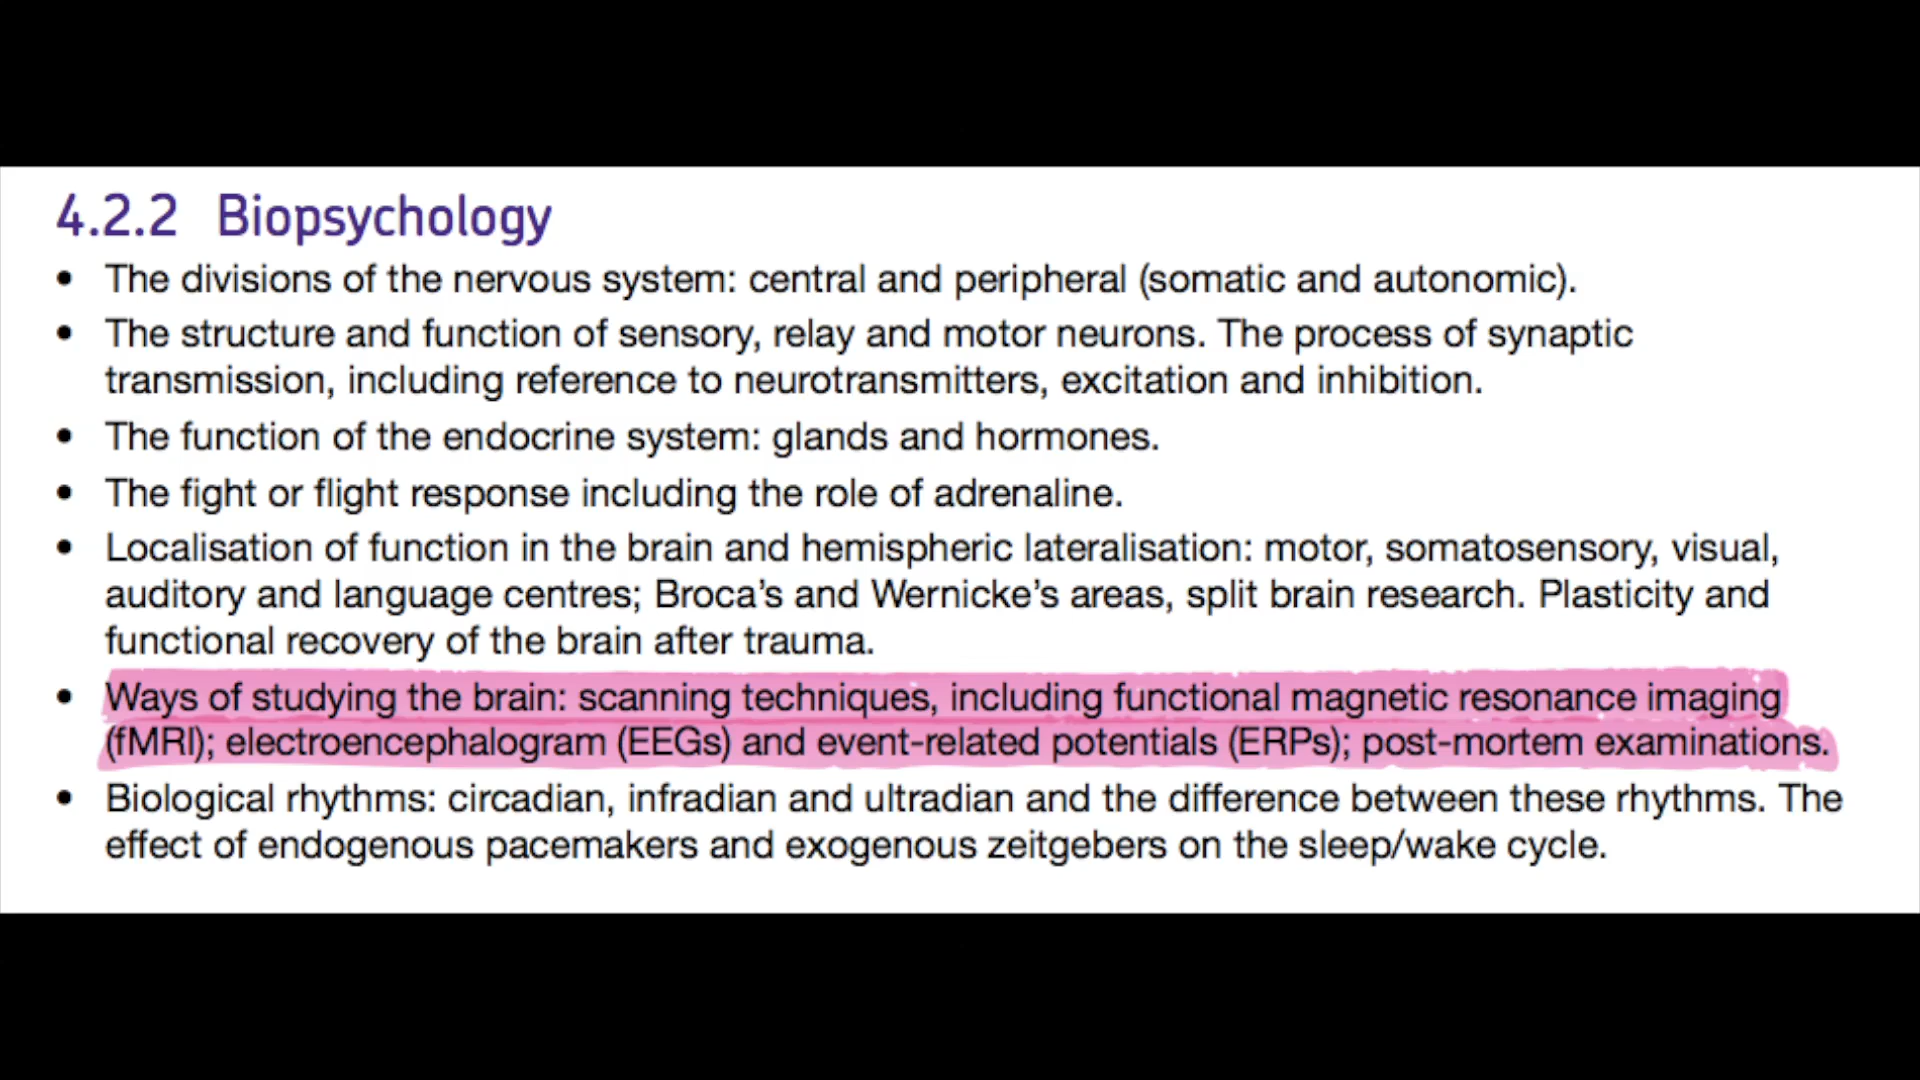 4.2.2 Biopsychology
• The divisions of the nervous system: central and peripheral (somatic and autonomic).
• The structure and function of sensory, relay and motor neurons. The process of synaptic
transmission, including reference to neurotransmitters, excitation and inhibition.
• The function of the endocrine system: glands and hormones.
• The fight or flight response including the role of adrenaline.
• Localisation of function in the brain and hemispheric lateralisation: motor, somatosensory, visual,
auditory and language centres; Broca’s and Wernicke’s areas, split brain research. Plasticity and
functional recovery of the brain after trauma.
• Ways of studying the brain: scanning techniques, including functional magnetic resonance imaging
(fMRI); electroencephalogram (EEGs) and event-related potentials (ERPs); post-mortem examinations.
• Biological rhythms: circadian, infradian and ultradian and the difference between these rhythms. The
effect of endogenous pacemakers and exogenous zeitgebers on the sleep/wake cycle.